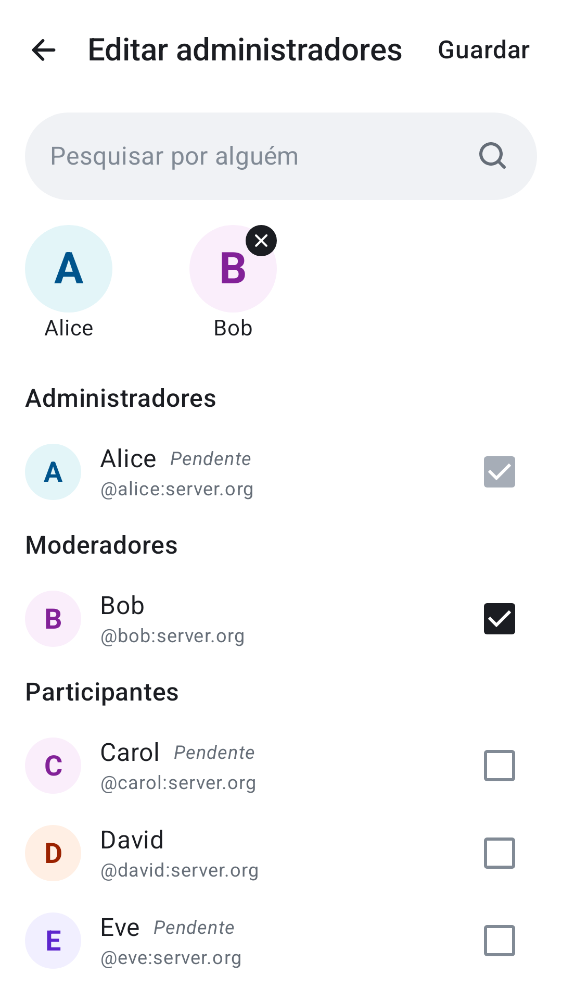 Editar administradores Guardar
Pesquisar por alguém
A B
Alice Bob
Administradores
A Alice Pendente
@alice:server.org
Moderadores
B Bob
@bob:server.org
Participantes
C Carol Pendente
@carol:server.org
D David
@david:server.org
E Eve Pendente
@eve:server.org